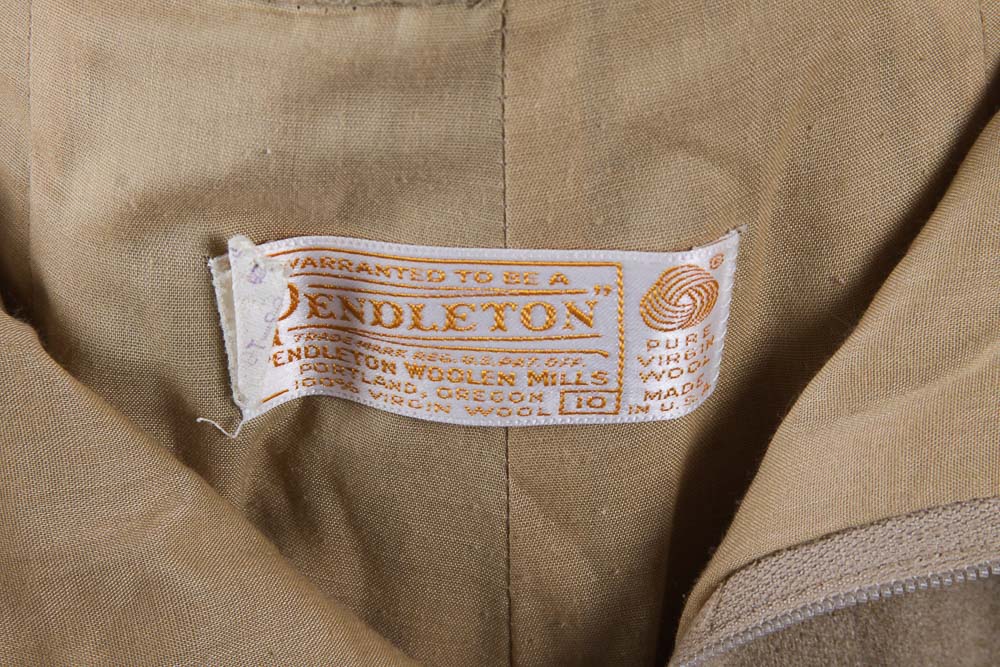 WARRANTED TO BE A
PENDLETON"
TRADE MARK REG. U.S. PAT. OFF.
PENDLETON WOOLEN MILLS
PORTLAND, OREGON
100% VIRGIN WOOL
10
®
PURE
VIRGIN
WOOL
MADE
IN U.S.A.